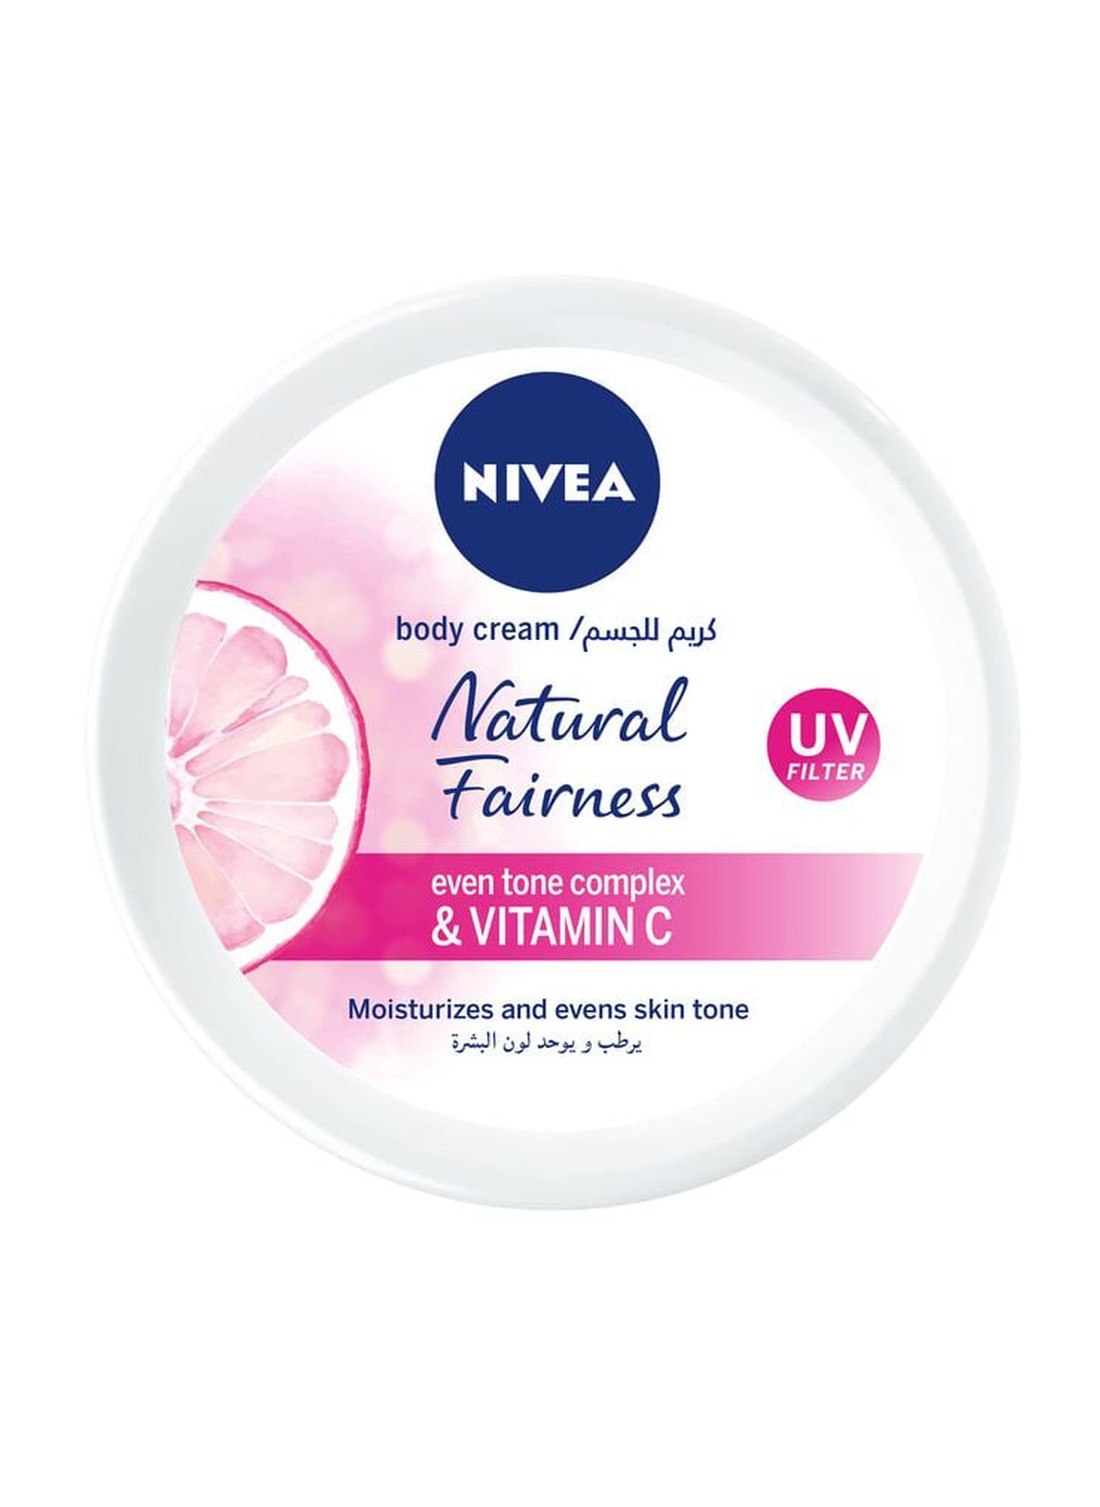 NIVEA
body cream / كريم للجسم
Natural
Fairness
UV
FILTER
even tone complex
& VITAMIN C
Moisturizes and evens skin tone
يرطب و يوحد لون البشرة